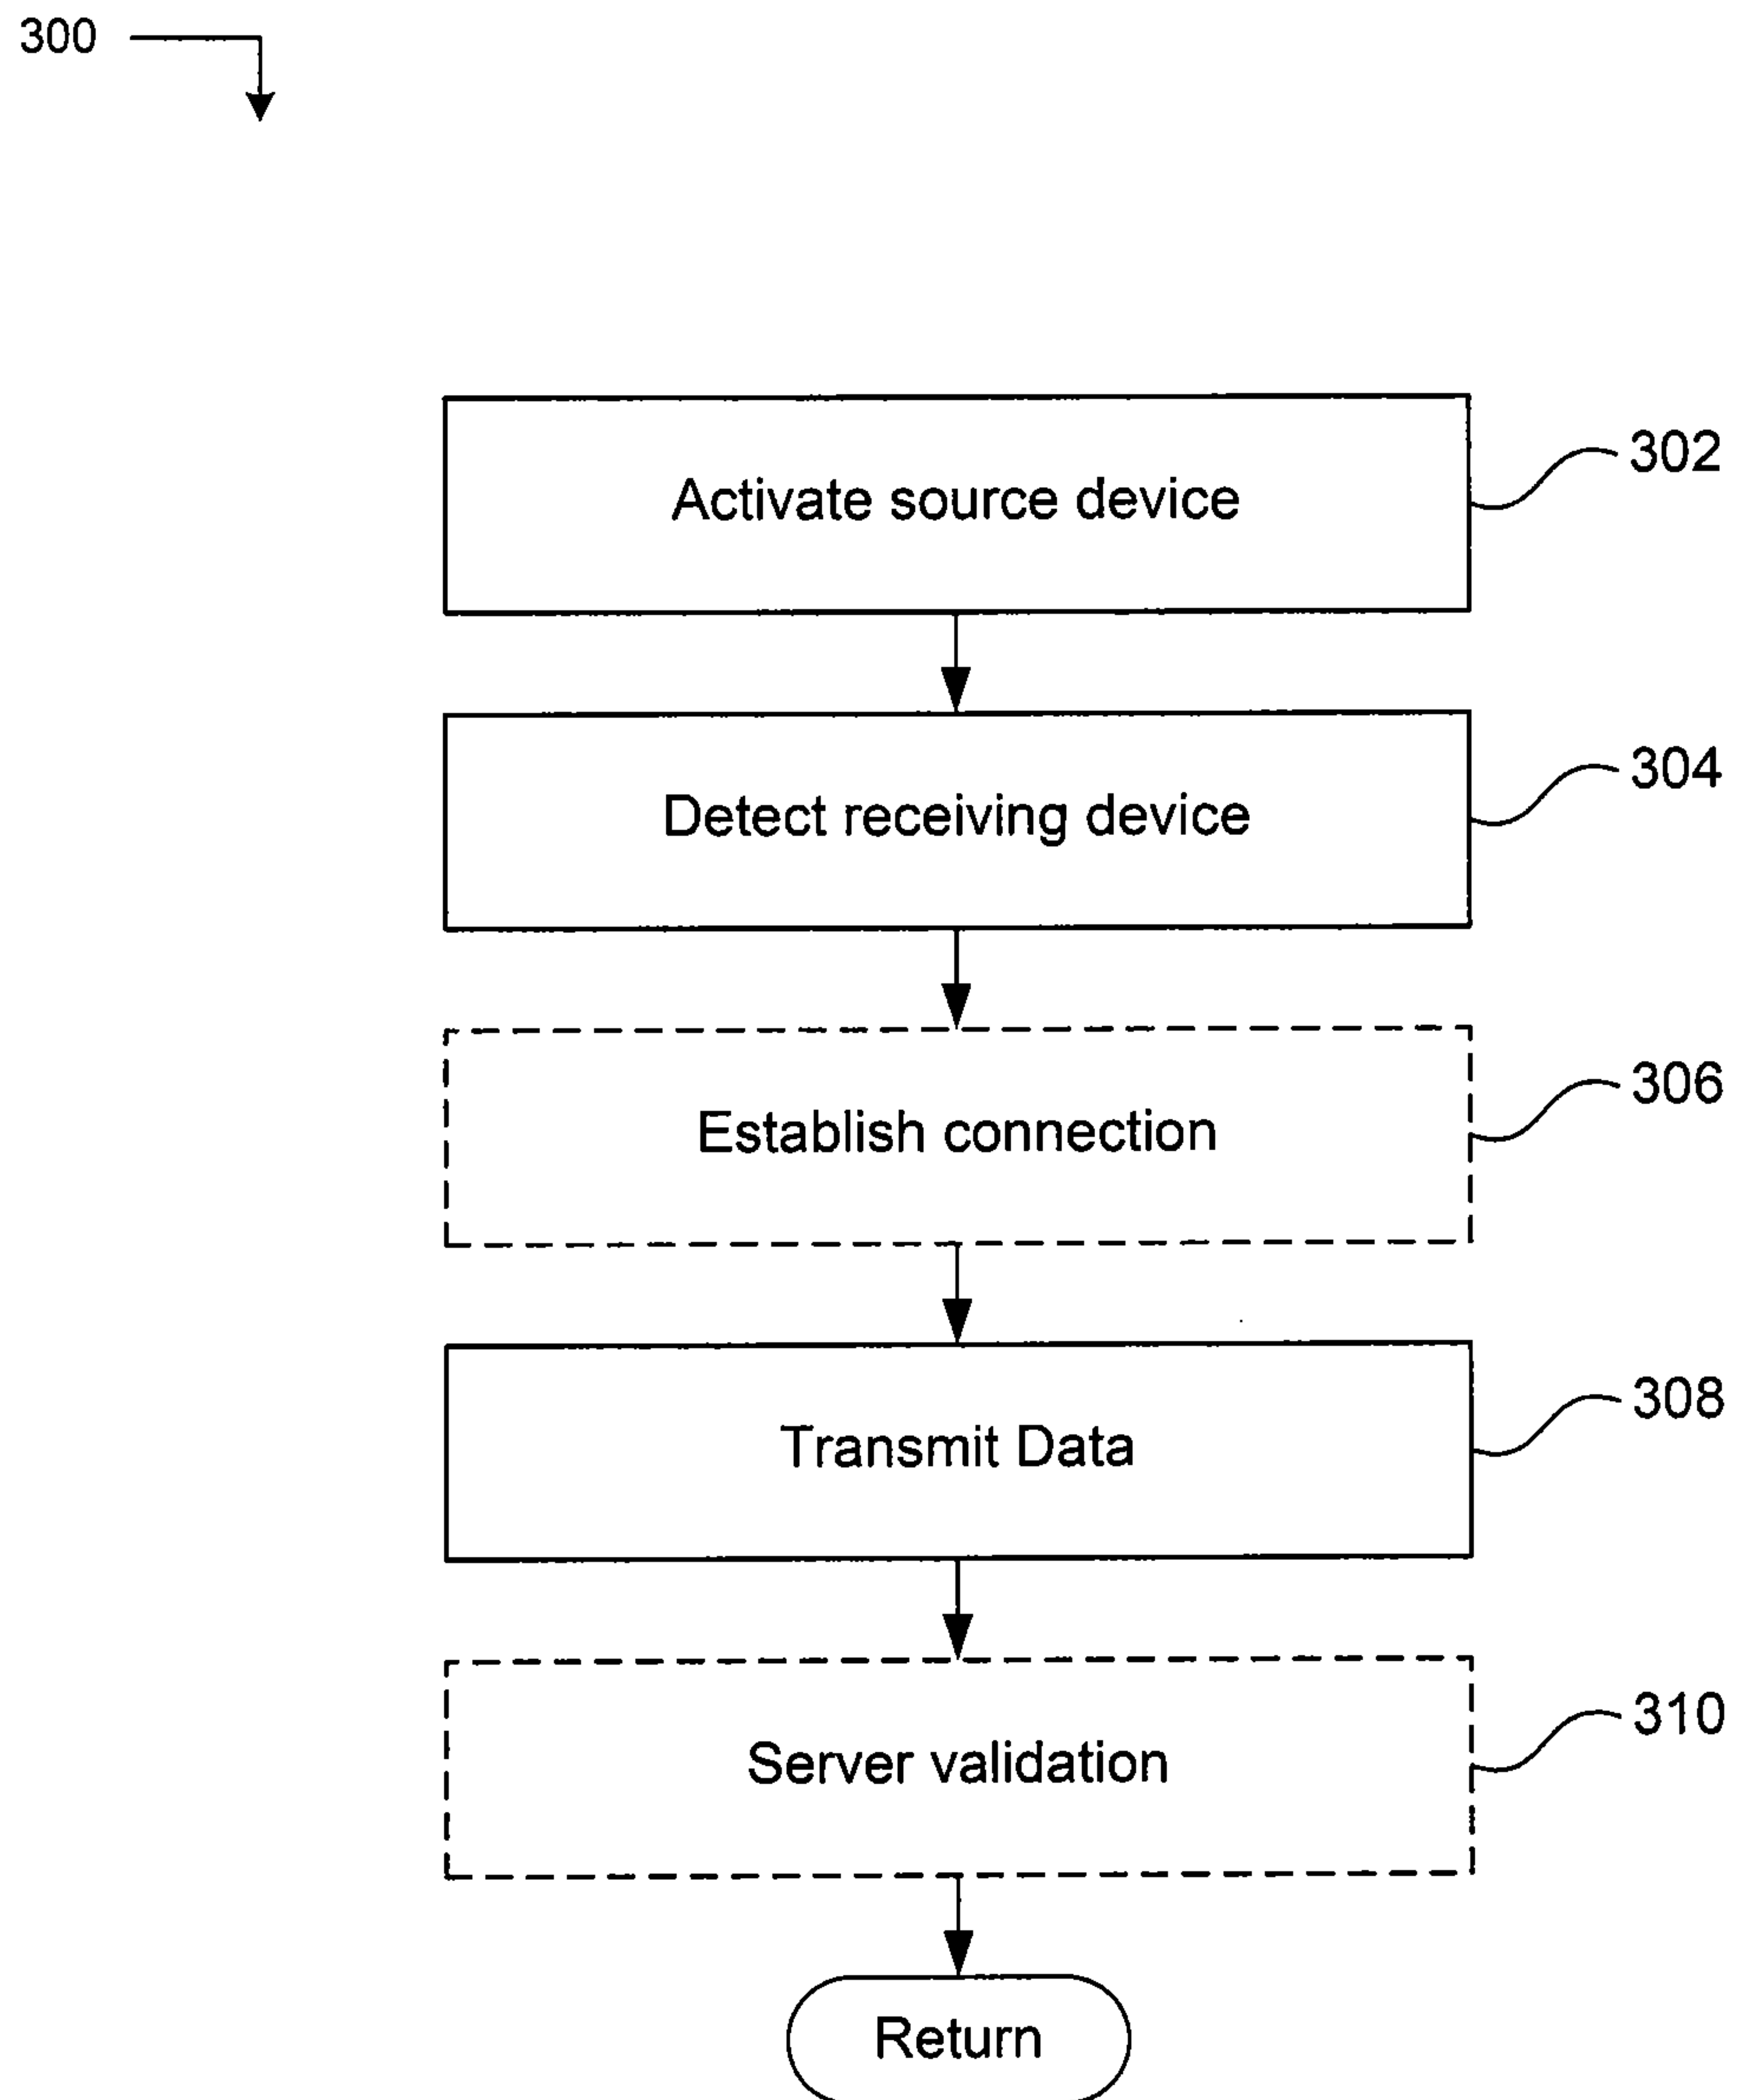 300
Activate source device
302
Detect receiving device
304
Establish connection
306
Transmit Data
308
Server validation
310
Return